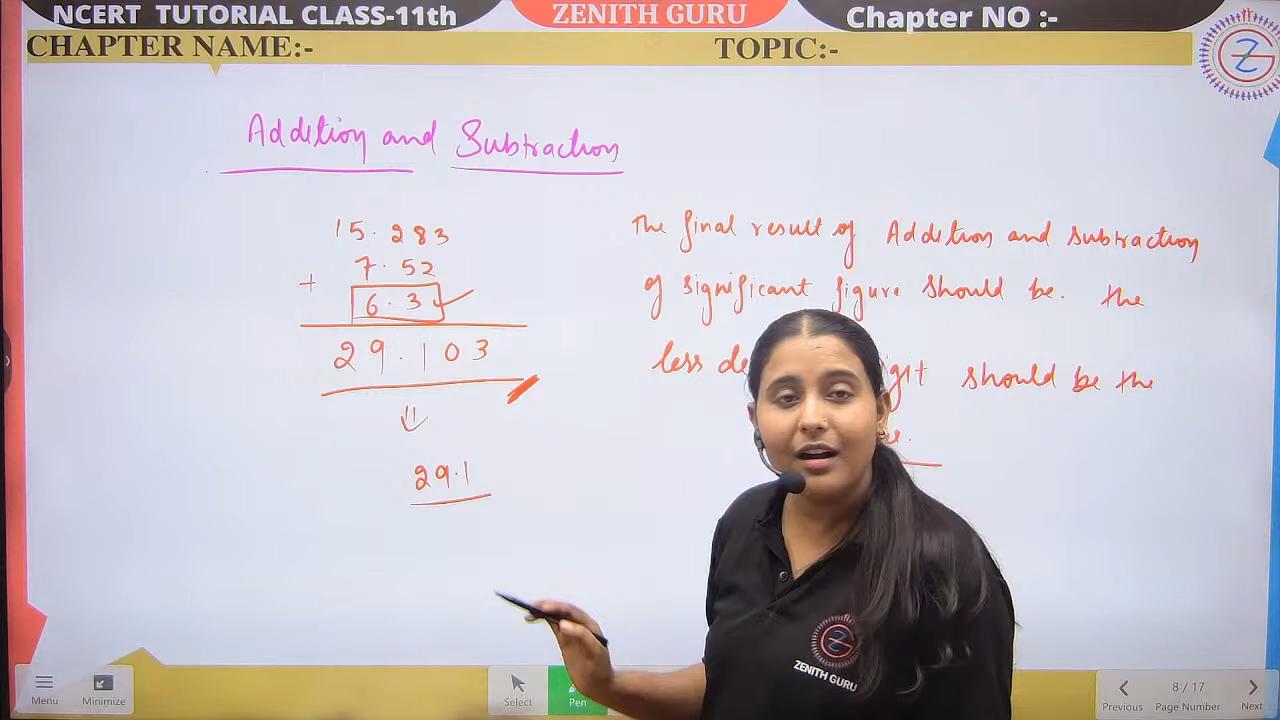 NCERT TUTORIAL CLASS-11th
ZENITH GURU
Chapter NO :-
CHAPTER NAME:-
TOPIC:-
Addition and Subtraction
15.283
7.52
+
6.3
29.103
⇓
29.1
The final result of Addition and subtraction
of significant figure should be. the
less should be the
ZENITH GURU
Menu
Minimize
Select
Pen
8 / 17
Previous
Page Number
Next